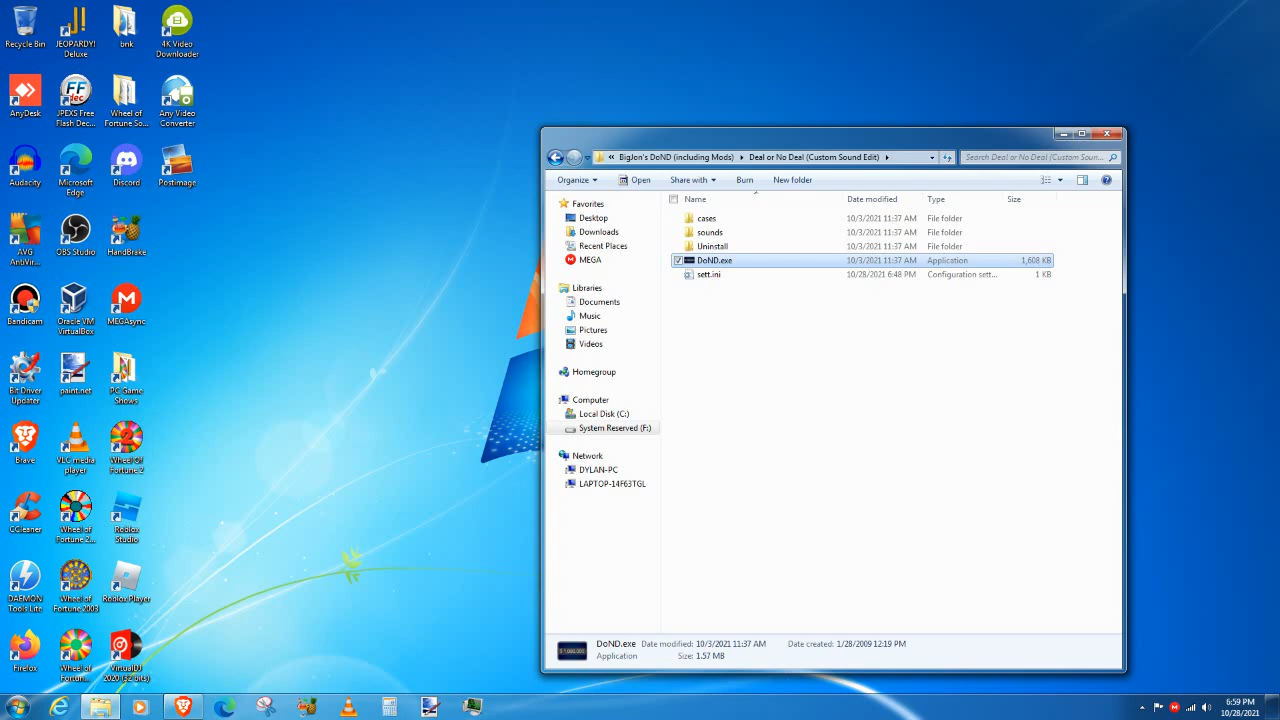 Recycle Bin
JEOPARDY! Deluxe
bnk
4K Video Downloader
AnyDesk
JPEXS Free Flash Dec...
Wheel of Fortune So...
Any Video Converter
Audacity
Microsoft Edge
Discord
Postimage
AVG AntiVir...
OBS Studio
HandBrake
Bandicam
Oracle VM VirtualBox
MEGAsync
Bit Driver Updater
paint.net
PC Game Shows
Brave
VLC media player
Wheel Of Fortune 2
CCleaner
Wheel of Fortune 2...
Roblox Studio
DAEMON Tools Lite
Wheel of Fortune 2003
Roblox Player
Firefox
Wheel of Fortun...
VirtualDJ 2020 (32 bits)
« BigJon's DoND (including Mods) Deal or No Deal (Custom Sound Edit)
Search Deal or No Deal (Custom Soun...
Organize Open Share with Burn New folder
Favorites
Desktop
Downloads
Recent Places
MEGA
Libraries
Documents
Music
Pictures
Videos
Homegroup
Computer
Local Disk (C:)
System Reserved (F:)
Network
DYLAN-PC
LAPTOP-14F63TGL
Name Date modified Type Size
cases 10/3/2021 11:37 AM File folder
sounds 10/3/2021 11:37 AM File folder
Uninstall 10/3/2021 11:37 AM File folder
DoND.exe 10/3/2021 11:37 AM Application 1,608 KB
sett.ini 10/28/2021 6:48 PM Configuration sett... 1 KB
DoND.exe Date modified: 10/3/2021 11:37 AM Date created: 1/28/2009 12:19 PM
Application Size: 1.57 MB
6:59 PM
10/28/2021